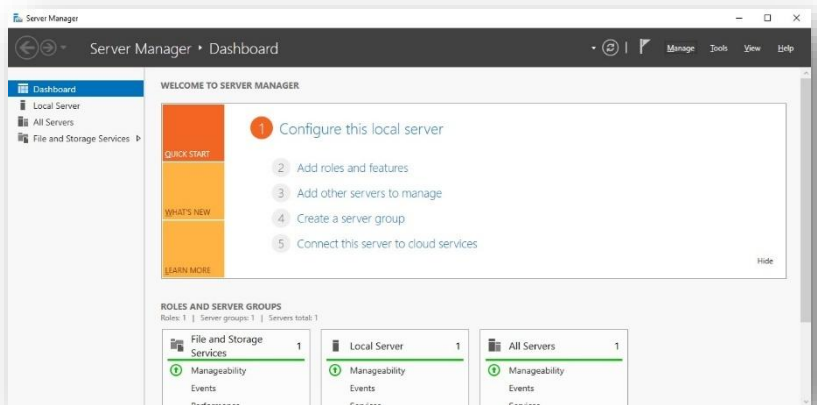 Server Manager
Server Manager • Dashboard
Manage Tools View Help
Dashboard
Local Server
All Servers
File and Storage Services
WELCOME TO SERVER MANAGER
QUICK START
WHAT'S NEW
LEARN MORE
1 Configure this local server
2 Add roles and features
3 Add other servers to manage
4 Create a server group
5 Connect this server to cloud services
Hide
ROLES AND SERVER GROUPS
Roles: 1 | Server groups: 1 | Servers total: 1
File and Storage
Services
1
Manageability
Events
Performance
Local Server 1
Manageability
Events
Services
All Servers 1
Manageability
Events
Services